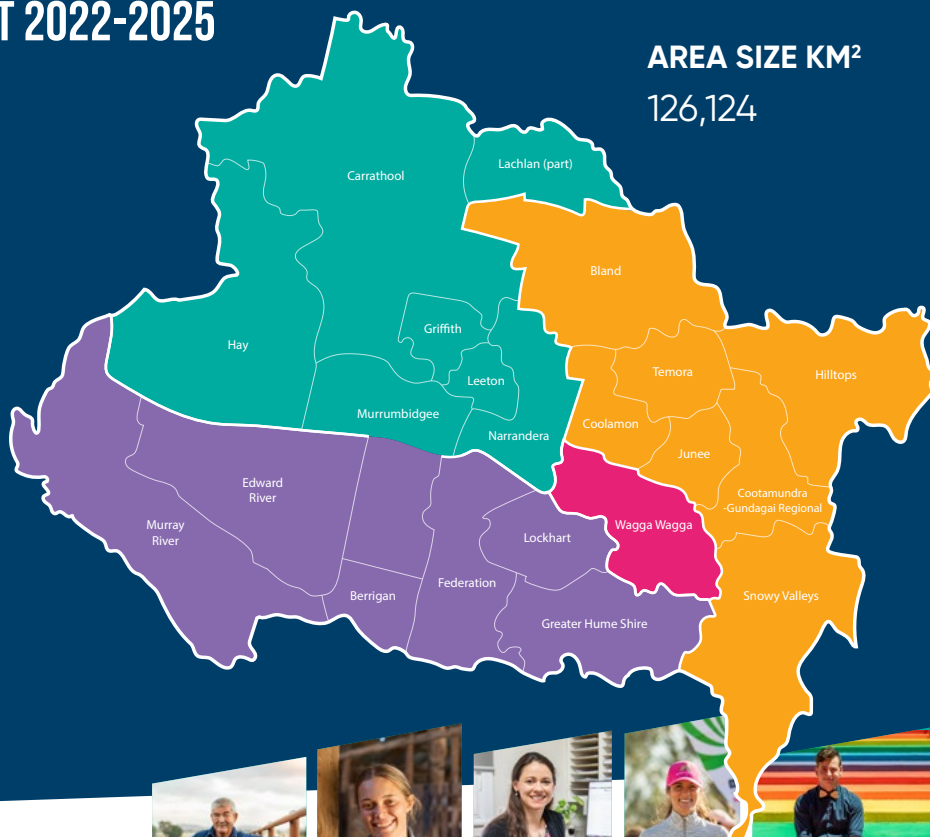 T 2022-2025
AREA SIZE KM²
126,124
Carrathool
Lachlan (part)
Bland
Griffith
Hay
Leeton
Temora
Hilltops
Murrumbidgee
Coolamon
Narrandera
Junee
Edward
River
Cootamundra
-Gundagai Regional
Murray
River
Wagga Wagga
Lockhart
Federation
Berrigan
Snowy Valleys
Greater Hume Shire